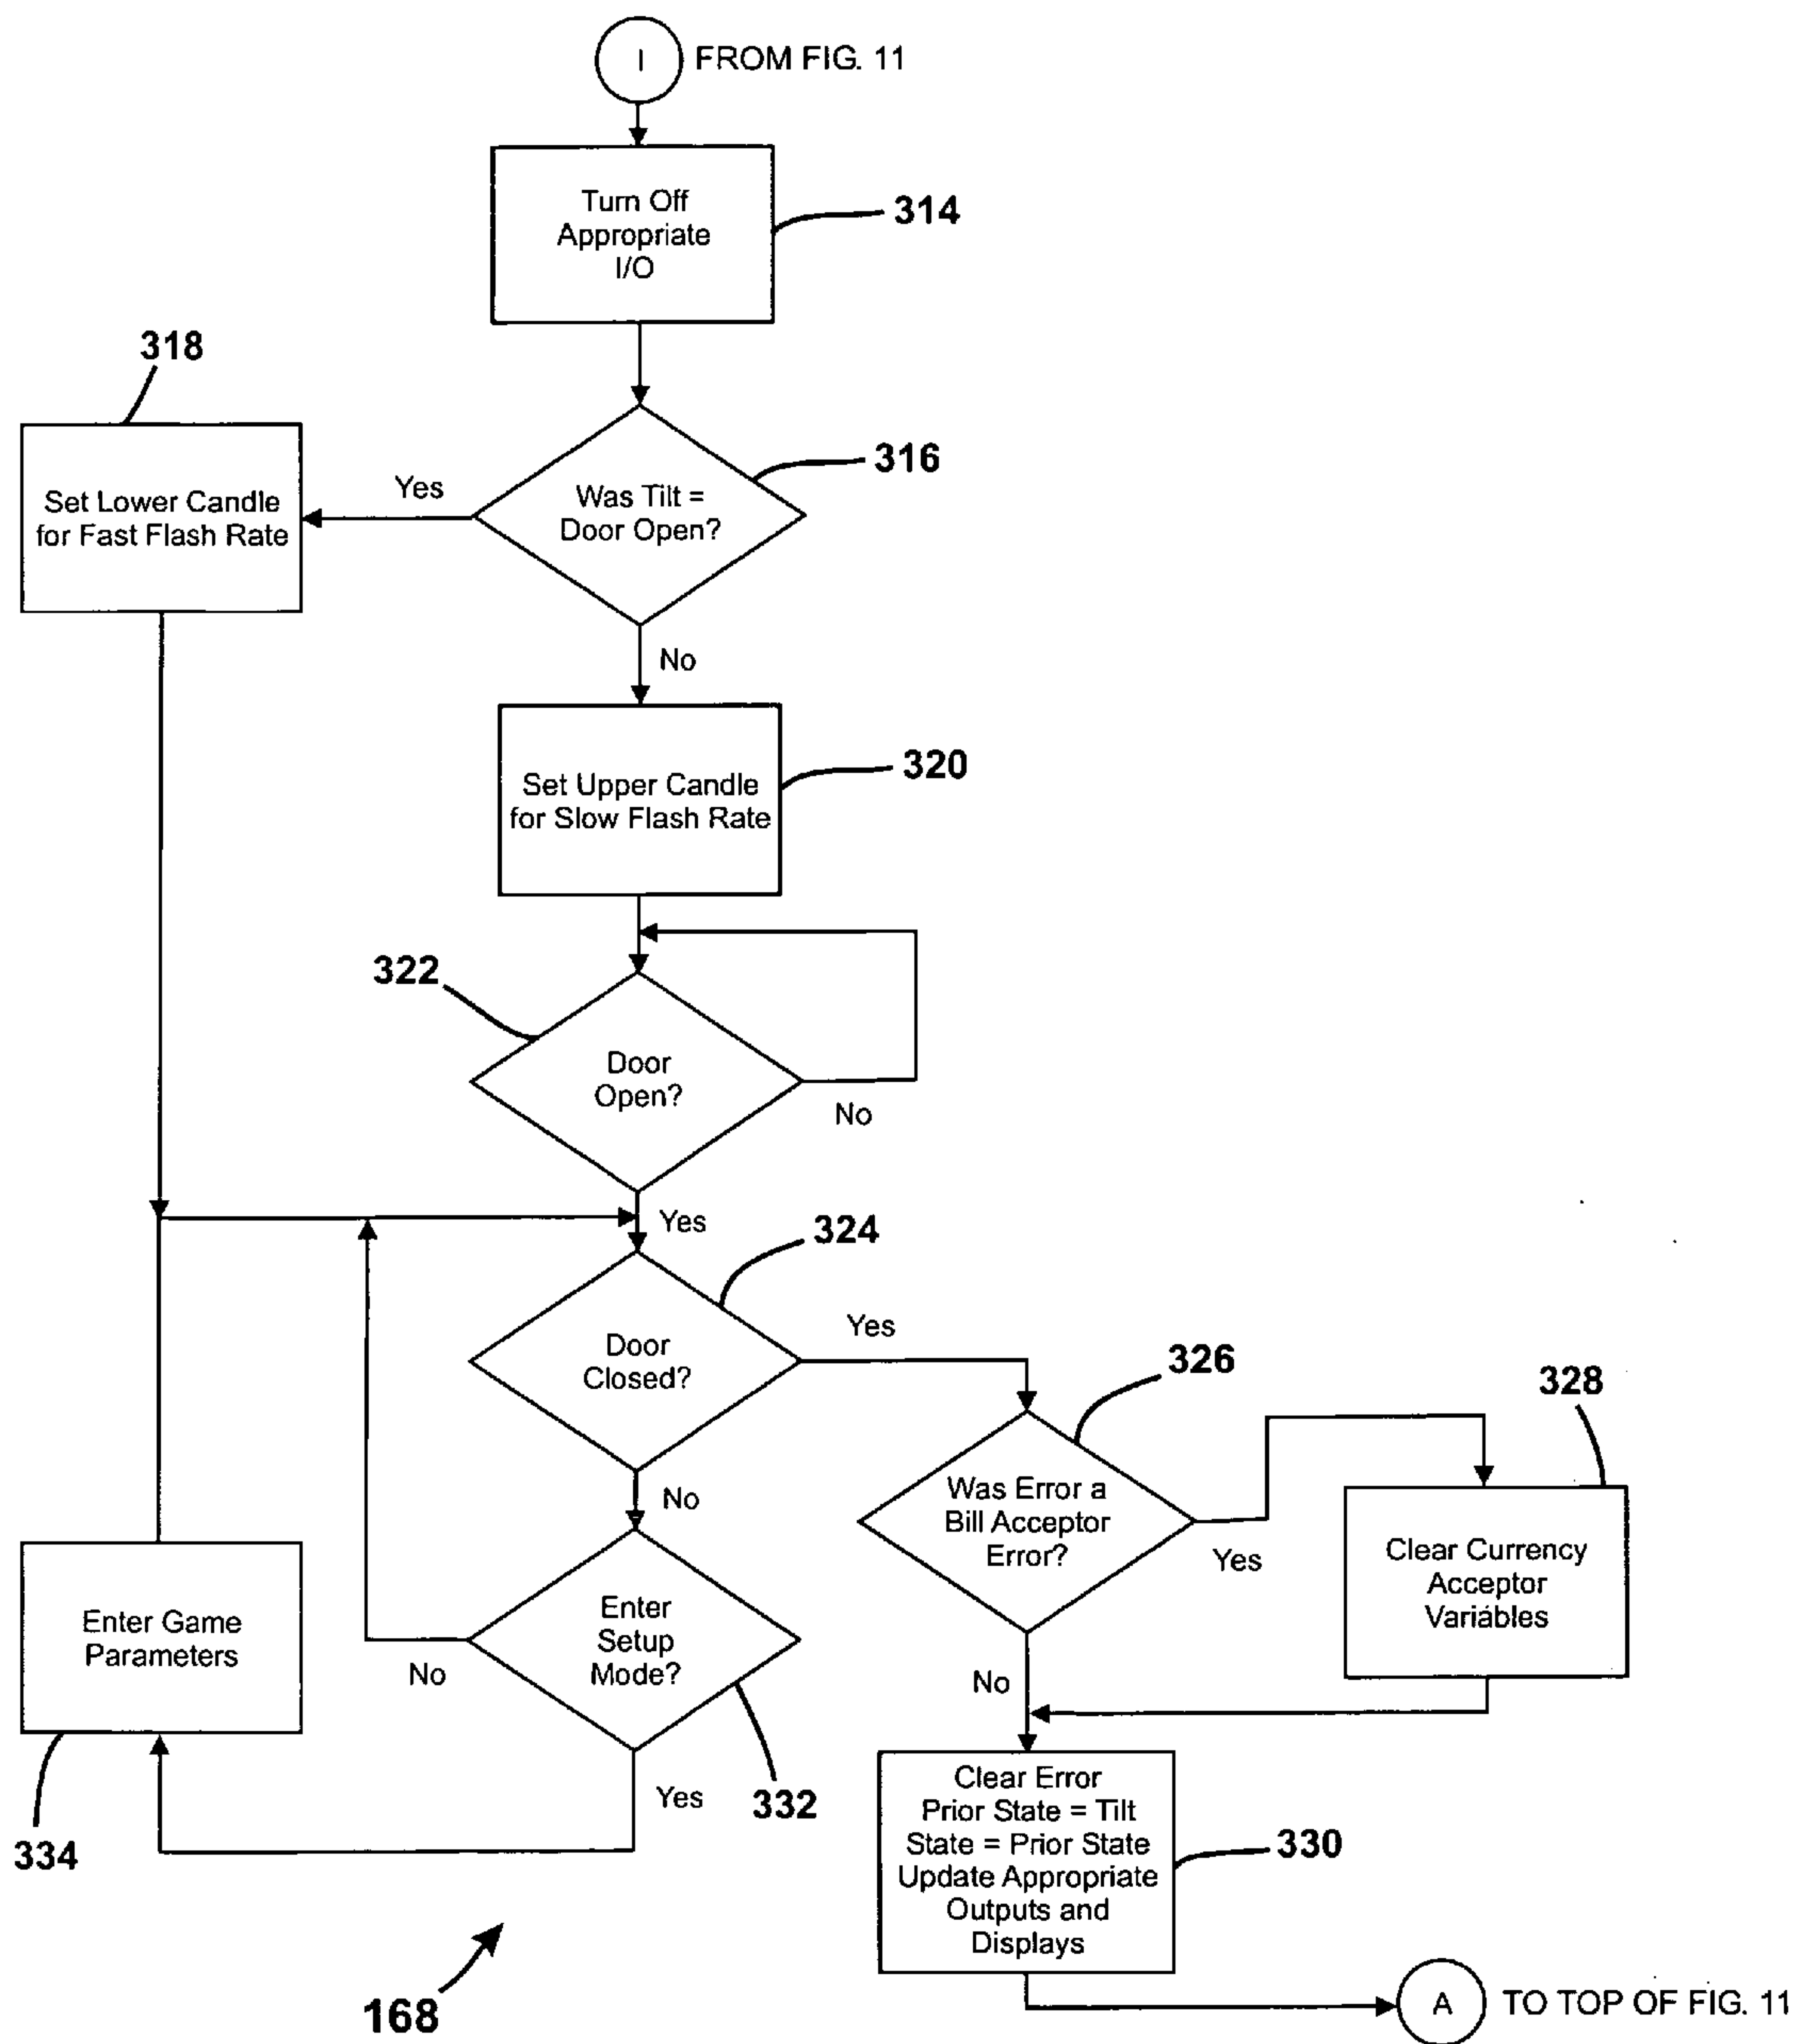 I FROM FIG. 11
Turn Off
Appropriate
I/O
314
318
316
Set Lower Candle
for Fast Flash Rate
Yes
Was Tilt =
Door Open?
No
320
Set Upper Candle
for Slow Flash Rate
322
Door
Open?
No
Yes
324
Door
Closed?
Yes
326
328
No
Was Error a
Bill Acceptor
Error?
Yes
Clear Currency
Acceptor
Variables
Enter Game
Parameters
No
Enter
Setup
Mode?
No
Yes
332
334
Clear Error
Prior State = Tilt
State = Prior State
Update Appropriate
Outputs and
Displays
330
168
A TO TOP OF FIG. 11